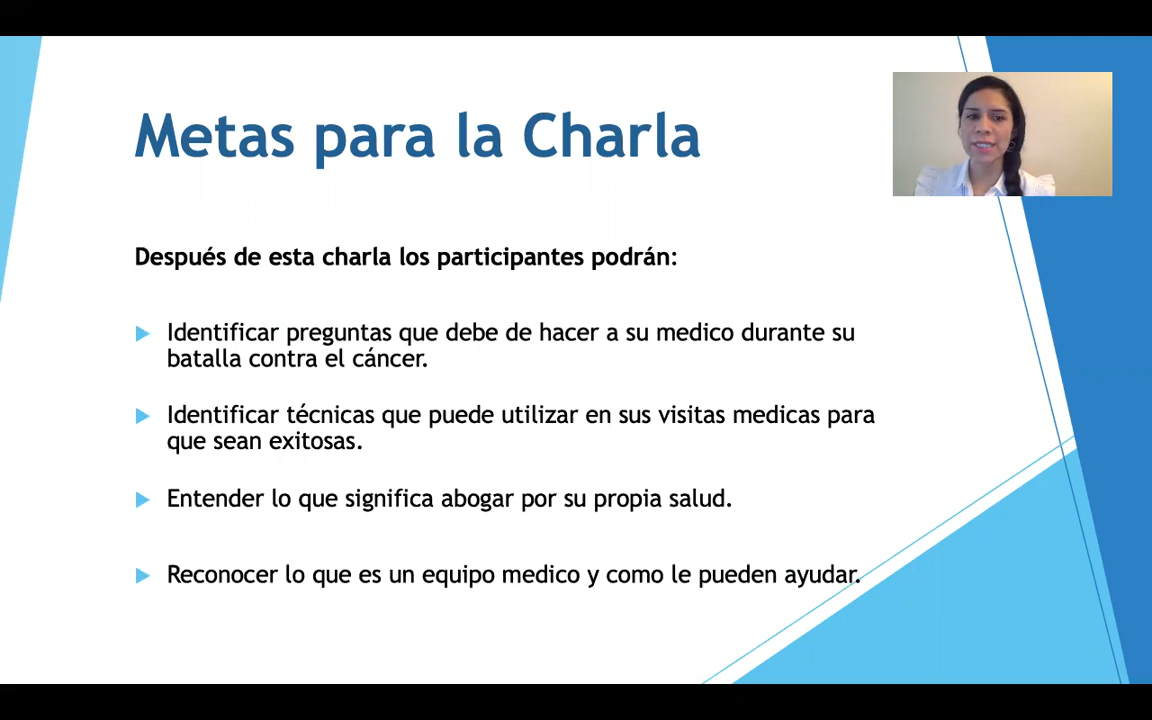 Metas para la Charla
Después de esta charla los participantes podrán:
Identificar preguntas que debe de hacer a su medico durante su
batalla contra el cáncer.
Identificar técnicas que puede utilizar en sus visitas medicas para
que sean exitosas.
Entender lo que significa abogar por su propia salud.
Reconocer lo que es un equipo medico y como le pueden ayudar.